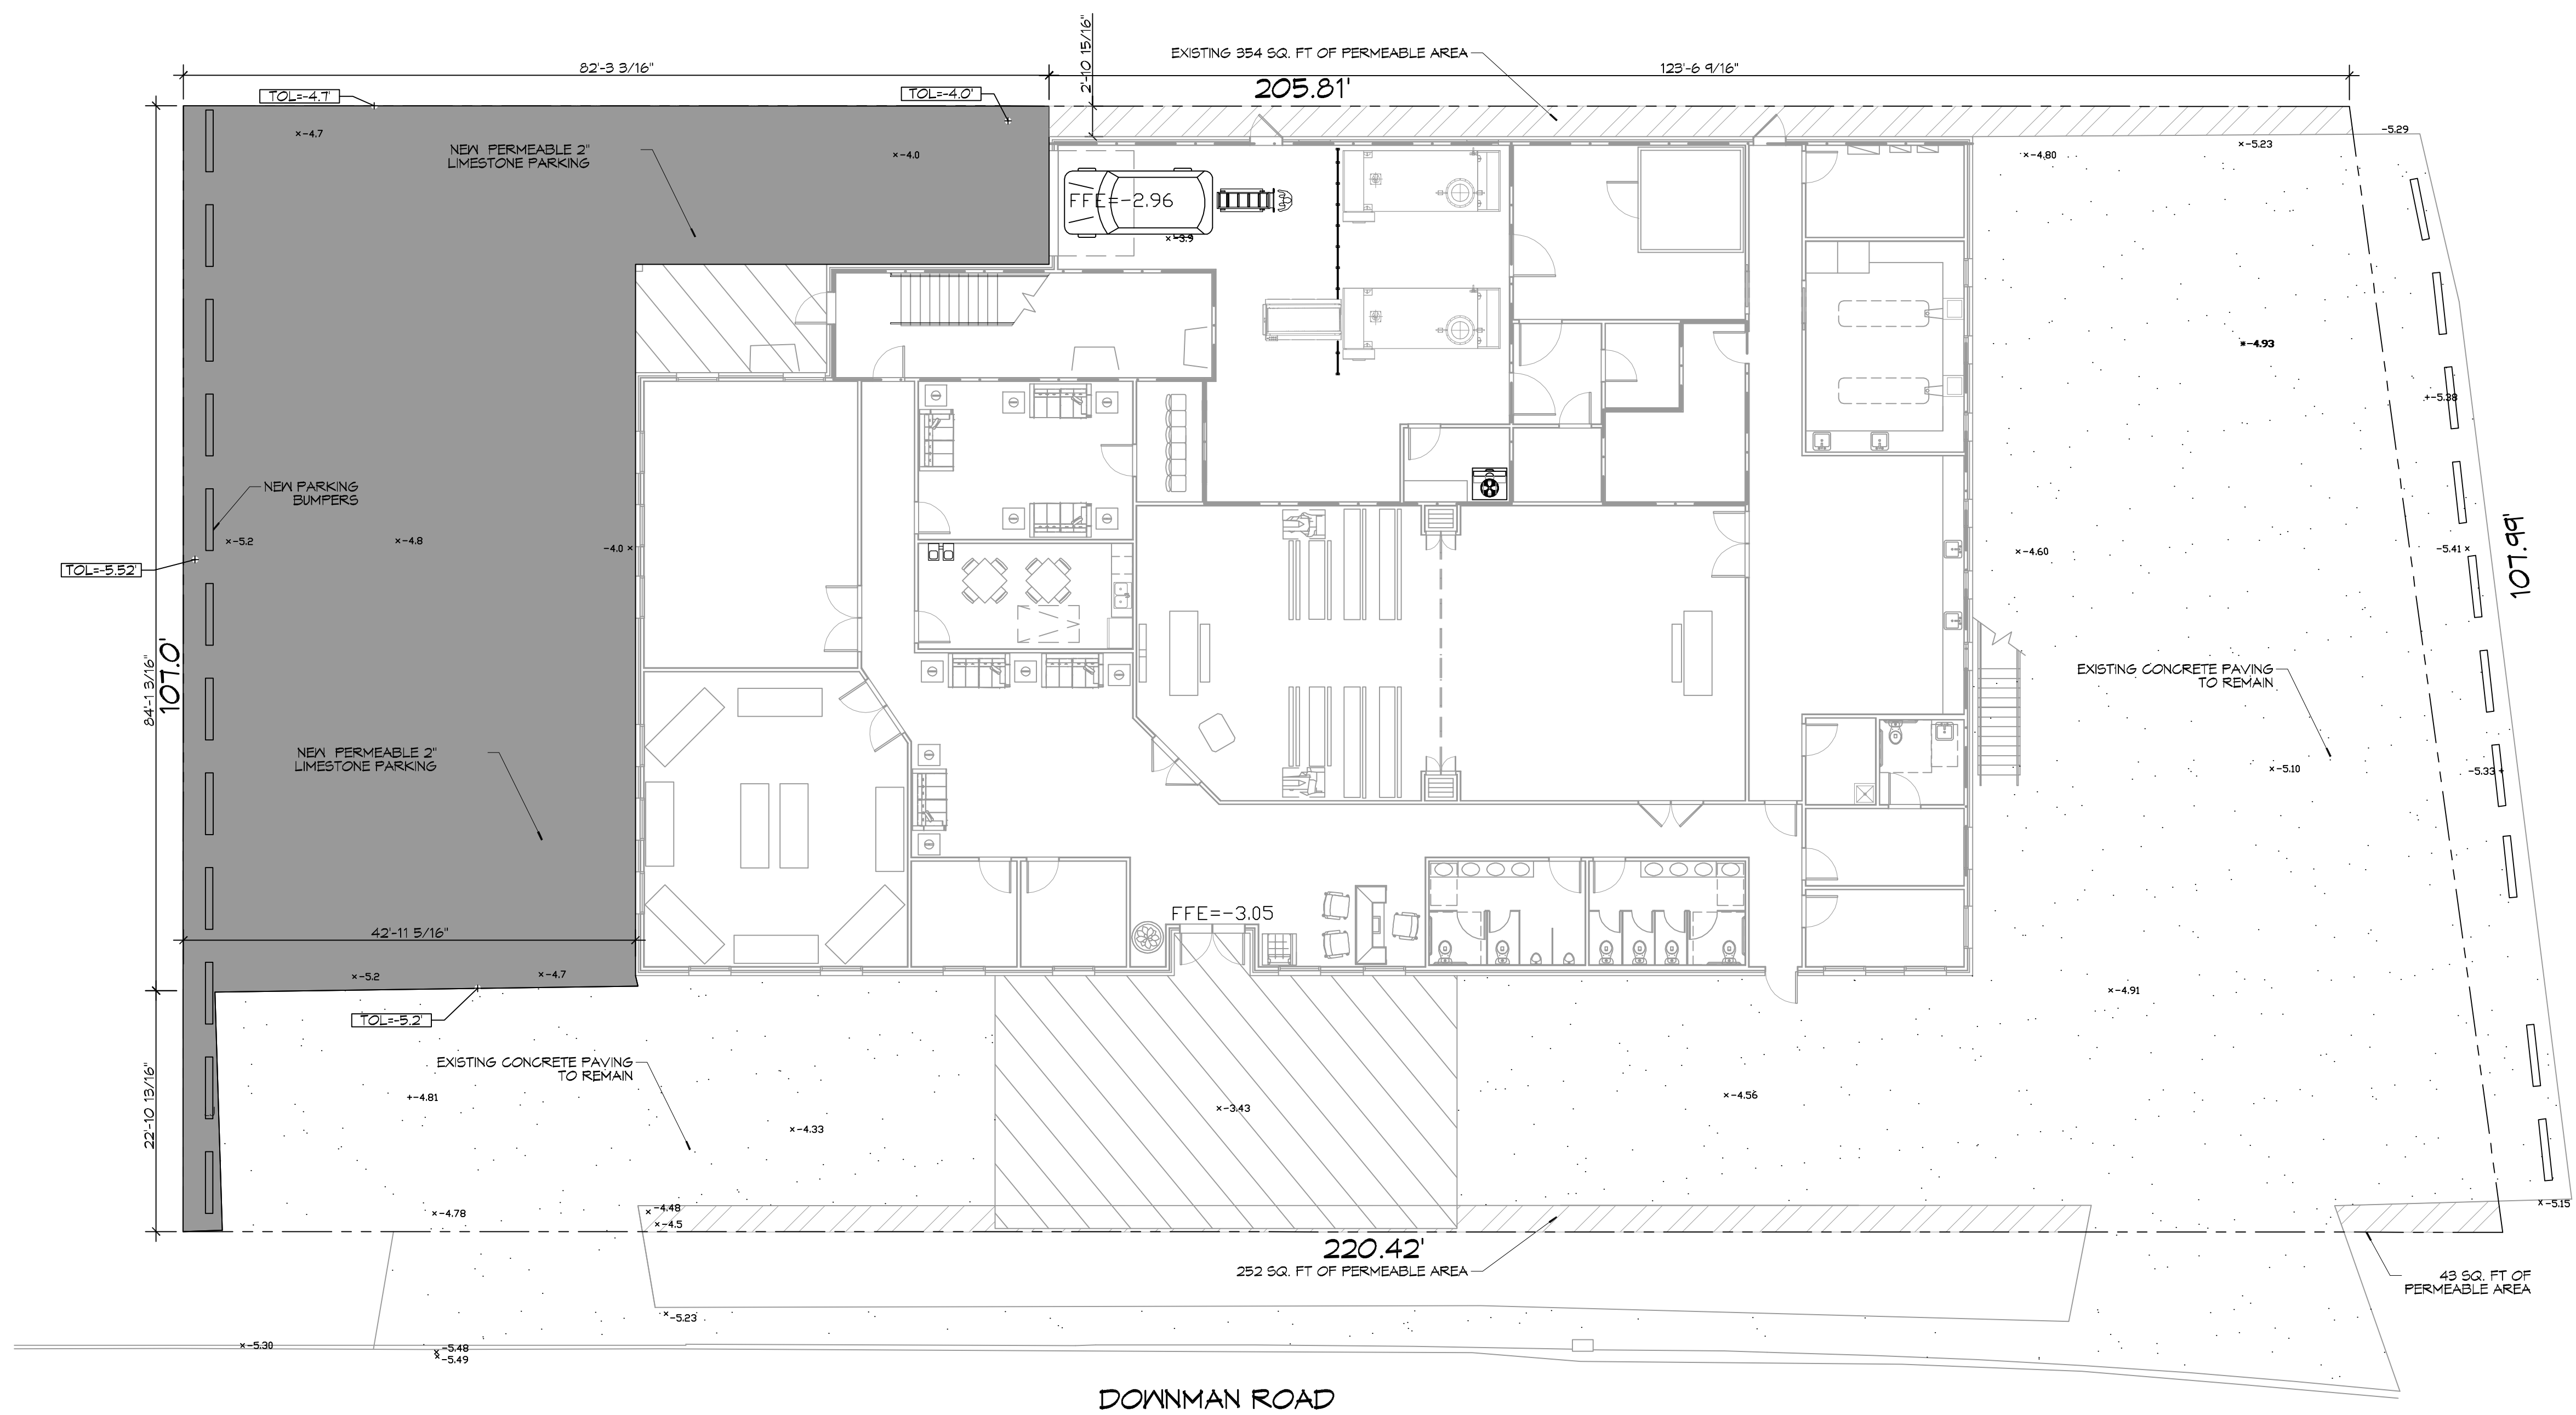 2'-10 15/16"
EXISTING 354 SQ. FT OF PERMEABLE AREA
82'-3 3/16"
123'-6 9/16"
205.81'
TOL=-4.7'
TOL=-4.0'
×-4.7
×-4.0
NEW PERMEABLE 2"
LIMESTONE PARKING
-5.29
×-5.23
×-4.80
FFE=-2.96
×-3.9
×-4.93
+-5.38
NEW PARKING
BUMPERS
×-5.2
×-4.8
-4.0 ×
×-4.60
-5.41 ×
107.99'
TOL=-5.52'
107.0'
84'-1 3/16"
EXISTING CONCRETE PAVING
TO REMAIN
NEW PERMEABLE 2"
LIMESTONE PARKING
×-5.10
-5.33 +
FFE=-3.05
42'-11 5/16"
×-5.2
×-4.7
×-4.91
TOL=-5.2'
EXISTING CONCRETE PAVING
TO REMAIN
22'-10 13/16"
+-4.81
×-4.33
×-3.43
×-4.56
×-4.78
×-4.48
×-4.5
×-5.15
220.42'
252 SQ. FT OF PERMEABLE AREA
43 SQ. FT OF
PERMEABLE AREA
×-5.23
×-5.30
×-5.48
×-5.49
DOWNMAN ROAD